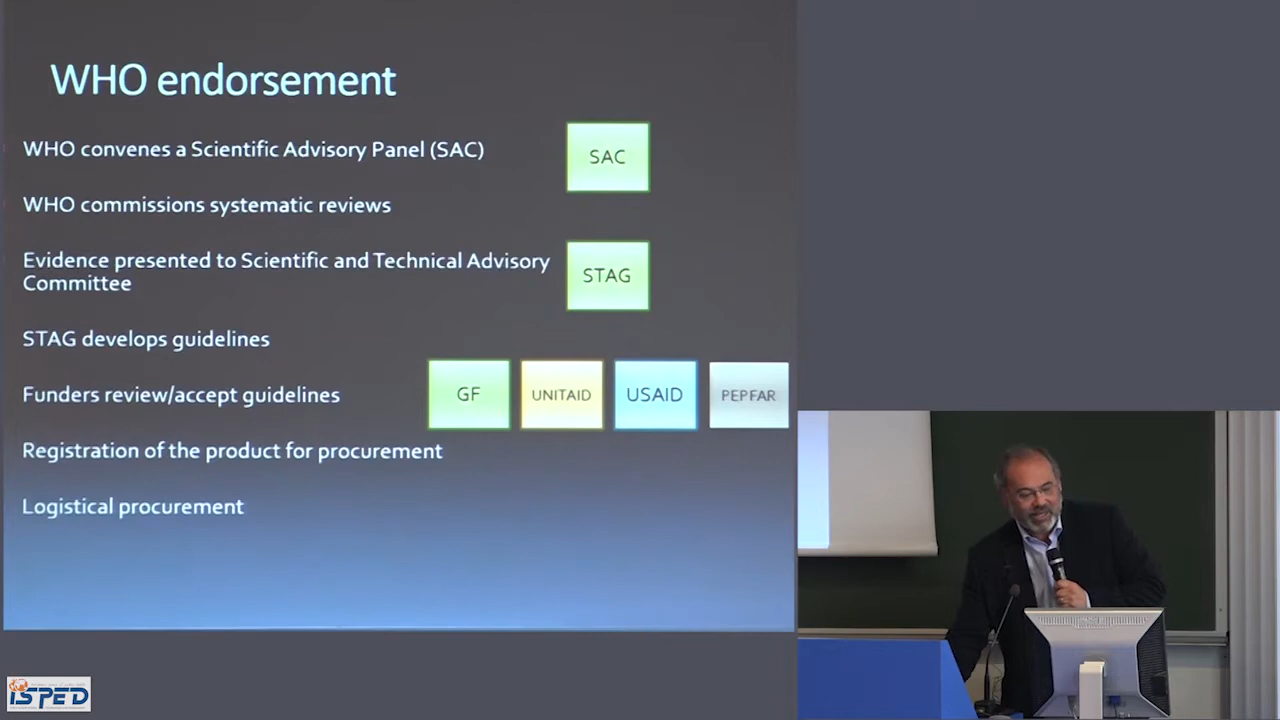 WHO endorsement
WHO convenes a Scientific Advisory Panel (SAC)
SAC
WHO commissions systematic reviews
Evidence presented to Scientific and Technical Advisory
Committee
STAG
STAG develops guidelines
Funders review/accept guidelines
GF
UNITAID
USAID
PEPFAR
Registration of the product for procurement
Logistical procurement
iSPED